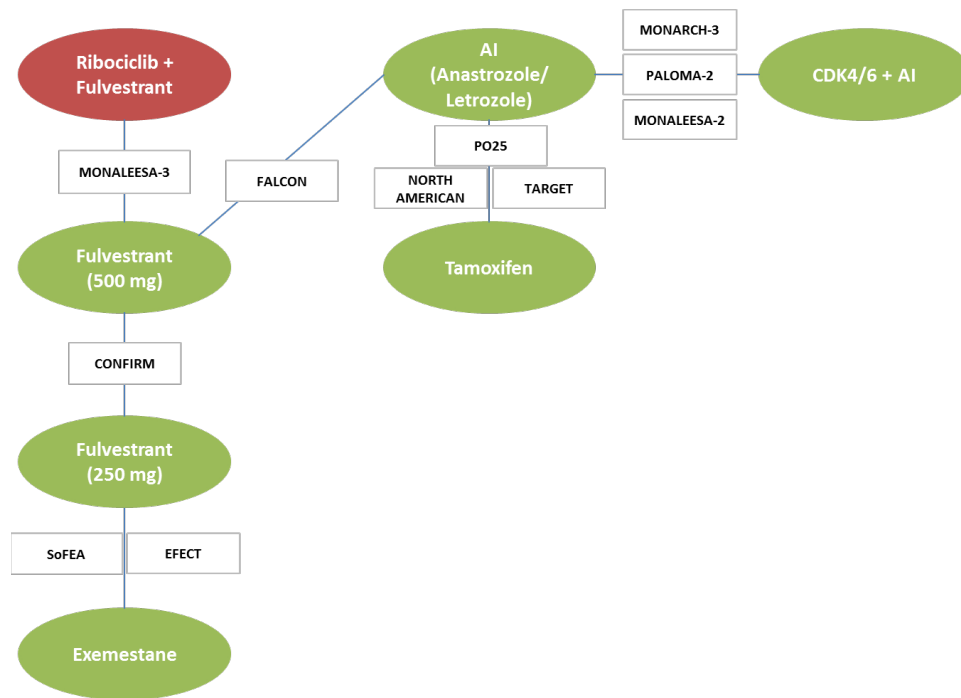 Ribociclib +
Fulvestrant
AI
(Anastrozole/
Letrozole)
MONARCH-3
PALOMA-2
MONALEESA-2
CDK4/6 + AI
MONALEESA-3
FALCON
PO25
NORTH
AMERICAN
TARGET
Fulvestrant
(500 mg)
Tamoxifen
CONFIRM
Fulvestrant
(250 mg)
SoFEA
EFECT
Exemestane